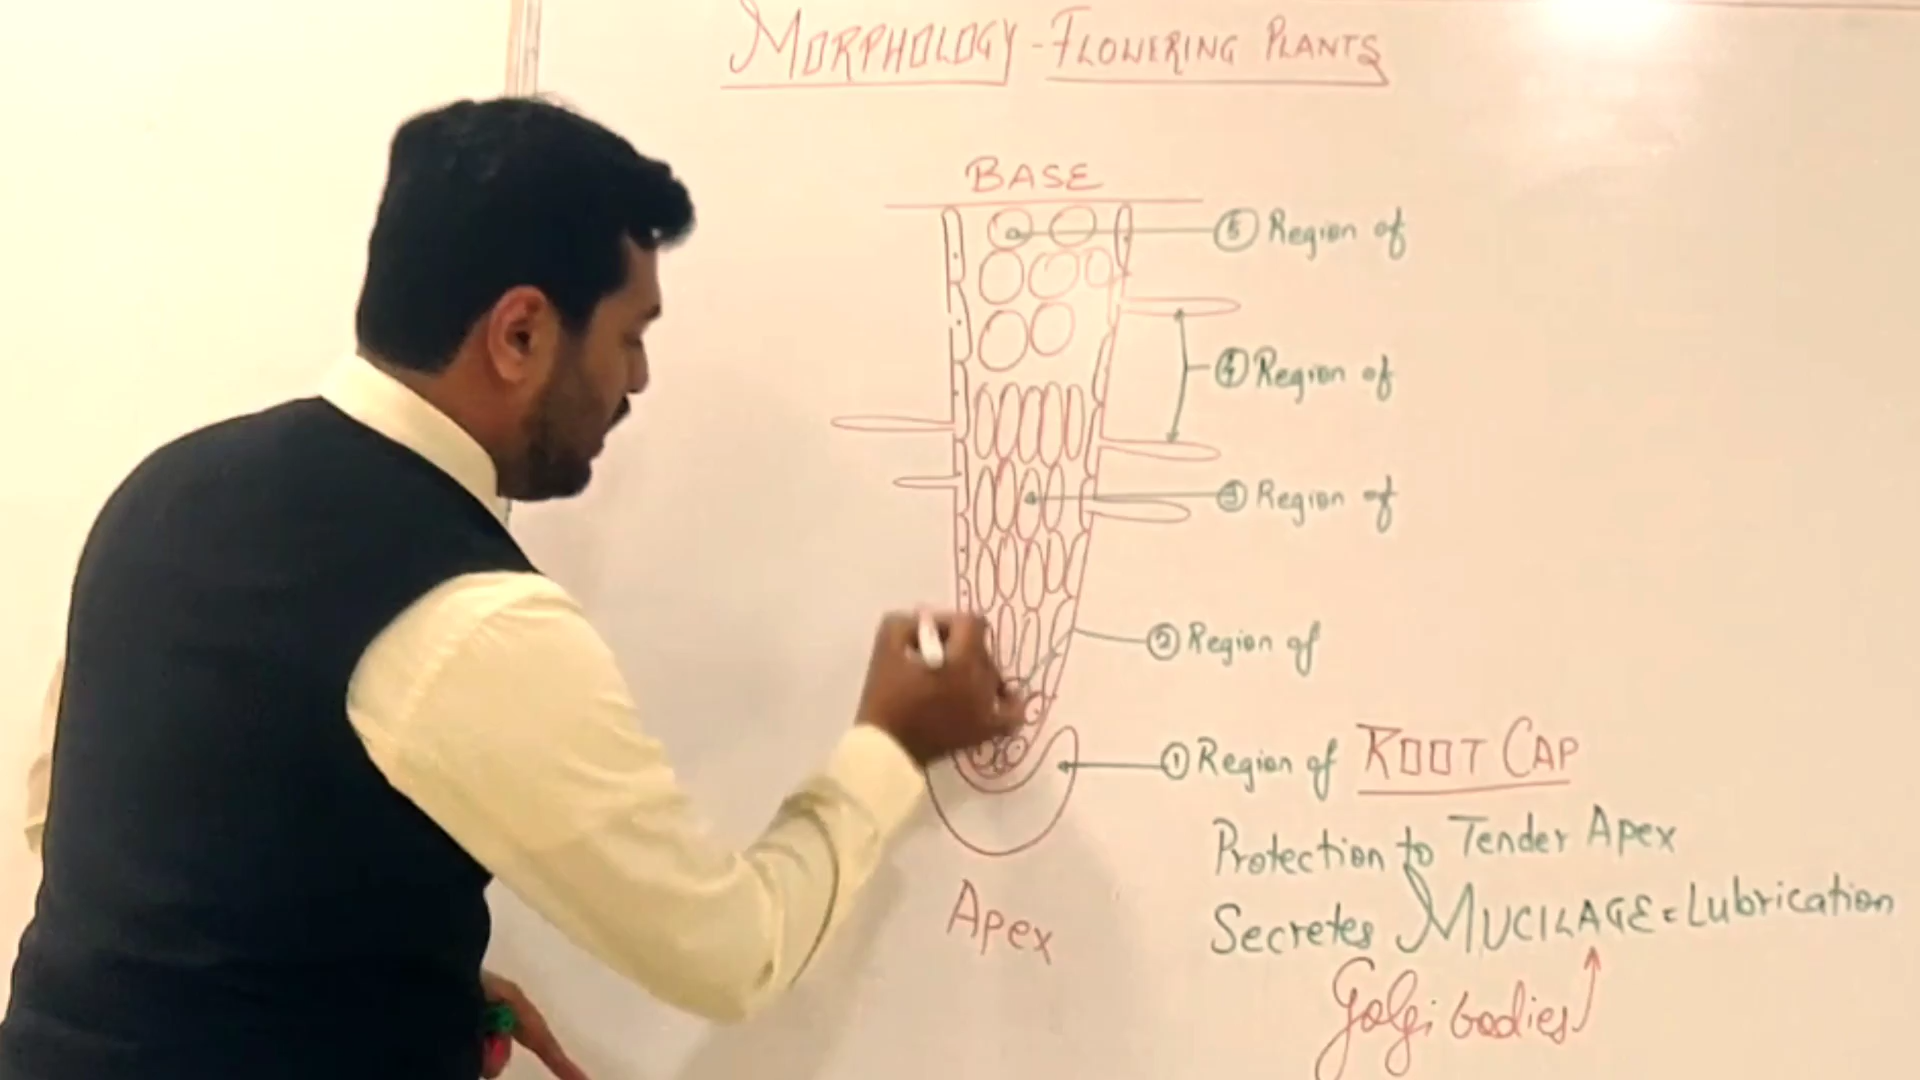 MORPHOLOGY - FLOWERING PLANTS
BASE
⑤ Region of
④ Region of
③ Region of
② Region of
① Region of ROOT CAP
Protection to Tender Apex
Secretes MUCILAGE = Lubrication
Apex
Golgi bodies